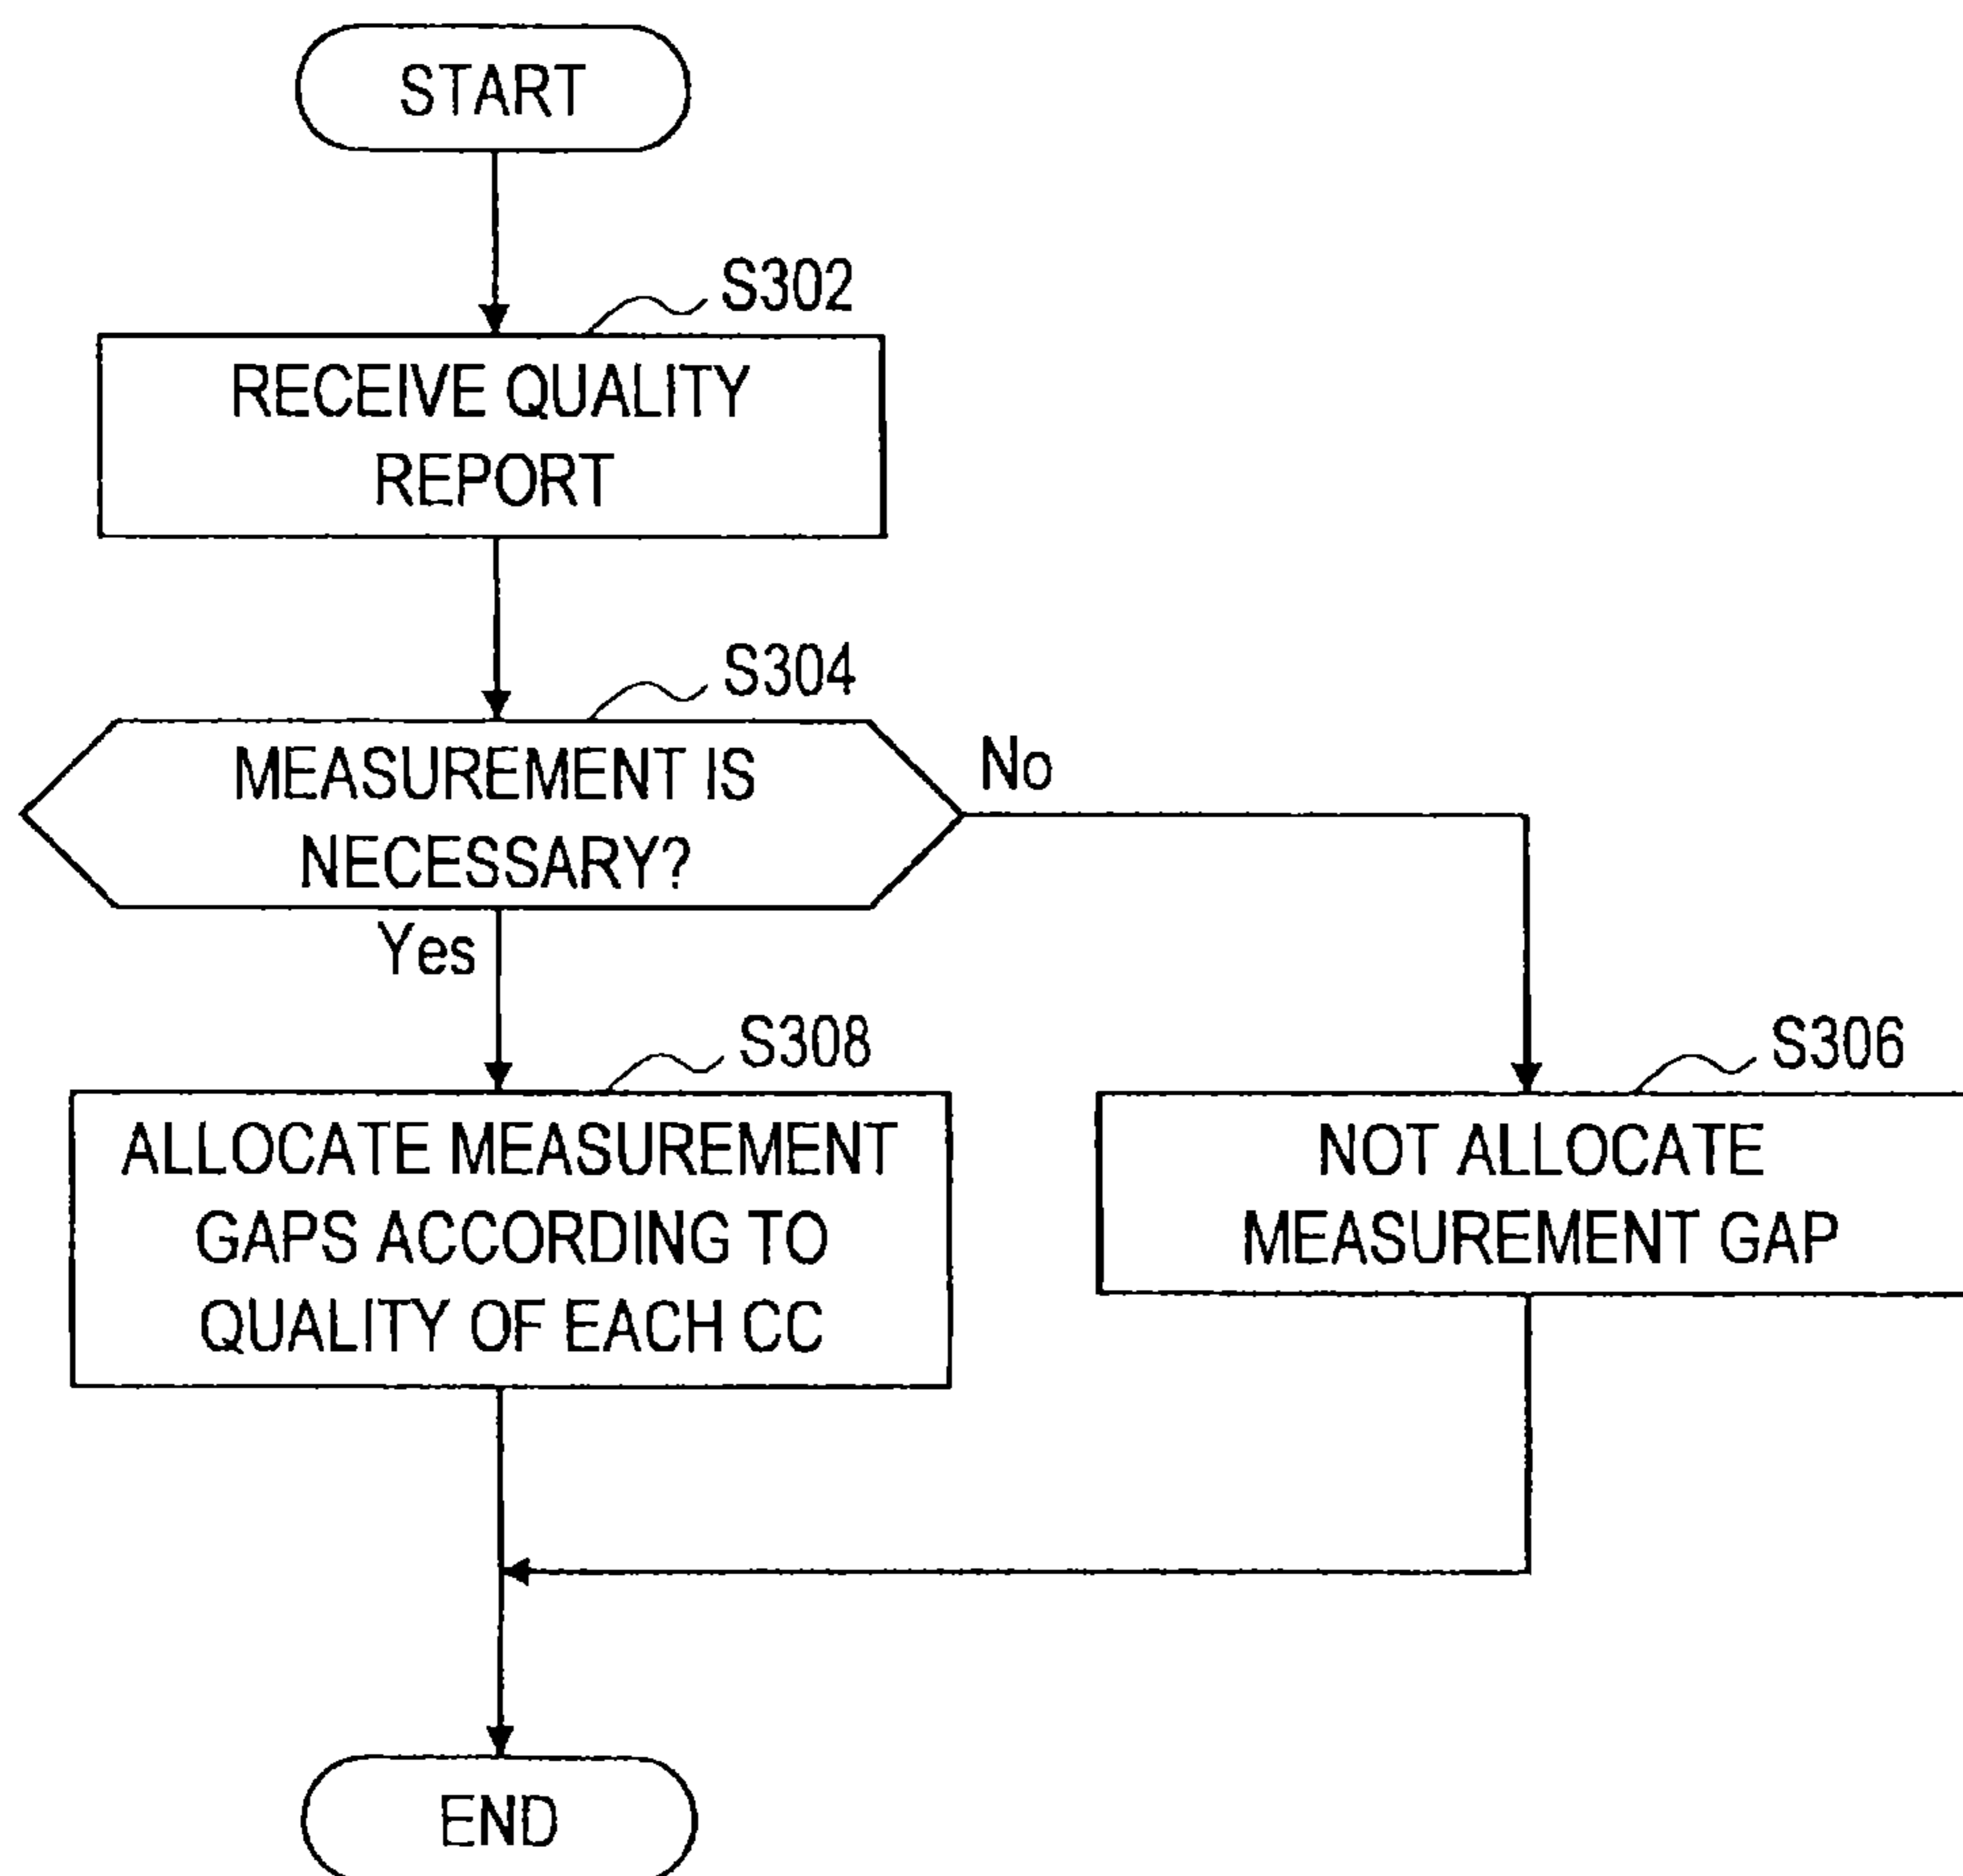 START
S302
RECEIVE QUALITY
REPORT
S304
MEASUREMENT IS
NECESSARY?
No
Yes
S308
ALLOCATE MEASUREMENT
GAPS ACCORDING TO
QUALITY OF EACH CC
S306
NOT ALLOCATE
MEASUREMENT GAP
END